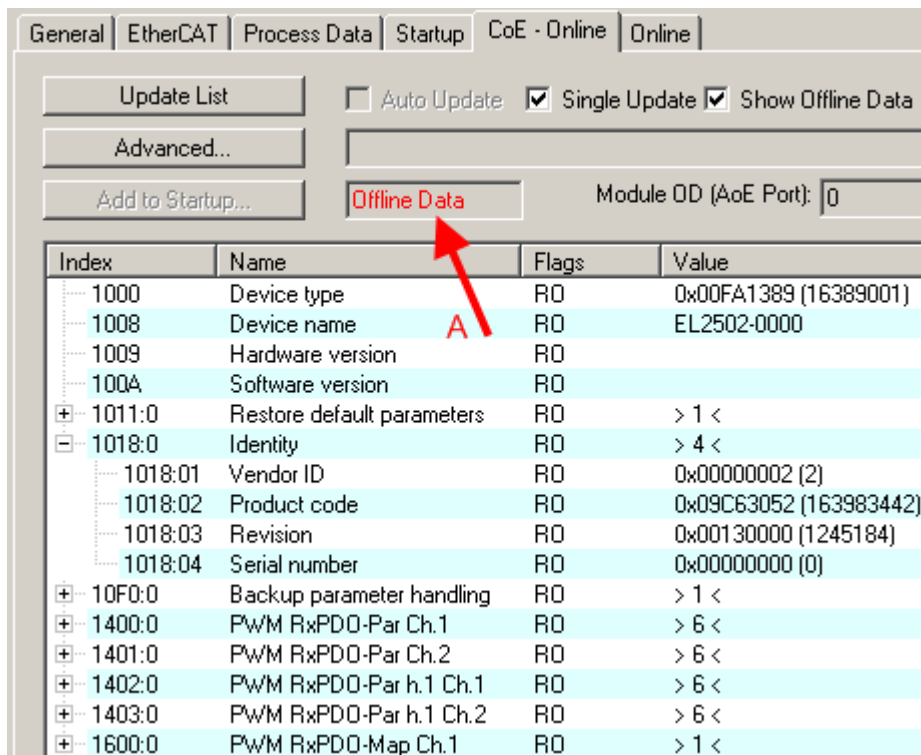 General EtherCAT Process Data Startup CoE - Online Online
Update List Auto Update Single Update Show Offline Data
Advanced...
Add to Startup... Offline Data Module OD (AoE Port): 0
A
Index Name Flags Value
1000 Device type RO 0x00FA1389 (16389001)
1008 Device name RO EL2502-0000
1009 Hardware version RO
100A Software version RO
1011:0 Restore default parameters RO > 1 <
1018:0 Identity RO > 4 <
1018:01 Vendor ID RO 0x00000002 (2)
1018:02 Product code RO 0x09C63052 (163983442)
1018:03 Revision RO 0x00130000 (1245184)
1018:04 Serial number RO 0x00000000 (0)
10F0:0 Backup parameter handling RO > 1 <
1400:0 PWM RxPDO-Par Ch.1 RO > 6 <
1401:0 PWM RxPDO-Par Ch.2 RO > 6 <
1402:0 PWM RxPDO-Par h.1 Ch.1 RO > 6 <
1403:0 PWM RxPDO-Par h.1 Ch.2 RO > 6 <
1600:0 PWM RxPDO-Map Ch.1 RO > 1 <